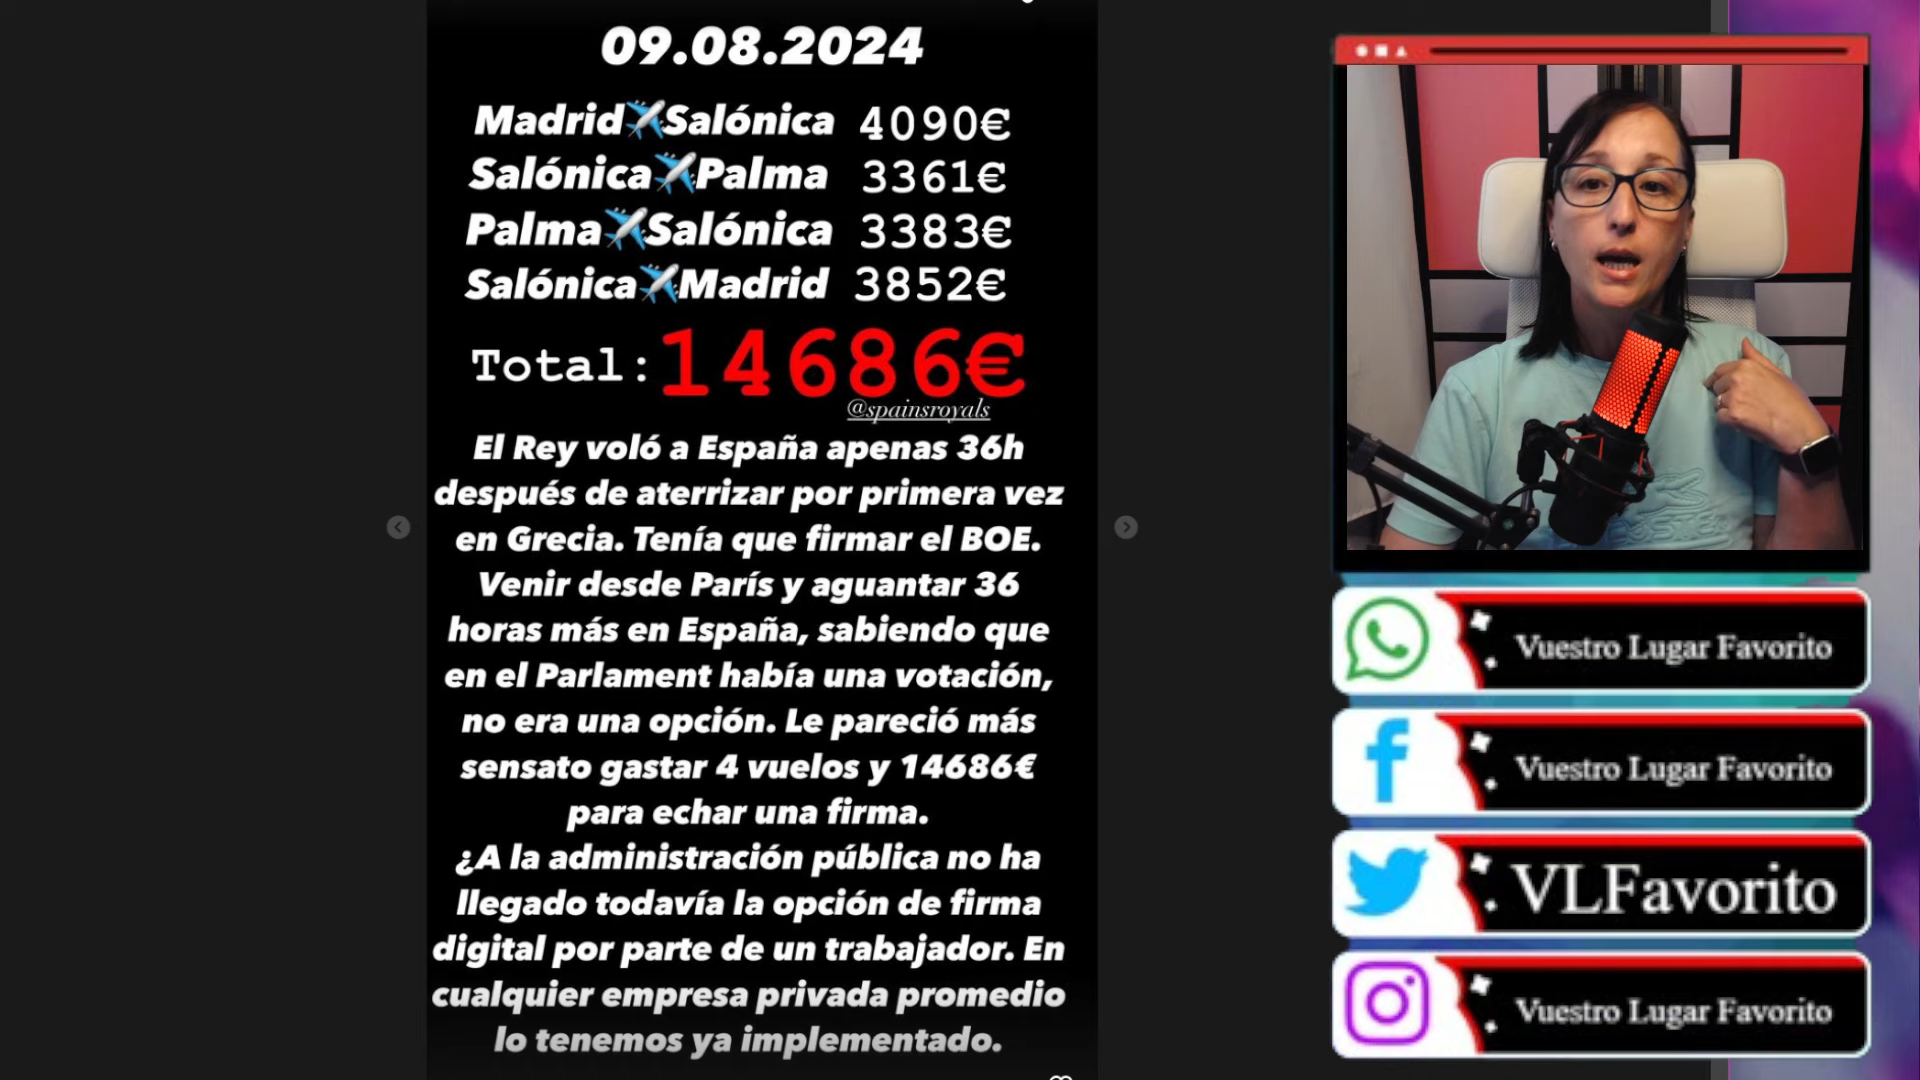 09.08.2024
Madrid✈️Salónica 4090€
Salónica✈️Palma 3361€
Palma✈️Salónica 3383€
Salónica✈️Madrid 3852€
Total: 14686€
@spainsroyals
El Rey voló a España apenas 36h
después de aterrizar por primera vez
en Grecia. Tenía que firmar el BOE.
Venir desde París y aguantar 36
horas más en España, sabiendo que
en el Parlament había una votación,
no era una opción. Le pareció más
sensato gastar 4 vuelos y 14686€
para echar una firma.
¿A la administración pública no ha
llegado todavía la opción de firma
digital por parte de un trabajador. En
cualquier empresa privada promedio
lo tenemos ya implementado.
Vuestro Lugar Favorito
Vuestro Lugar Favorito
VLFavorito
Vuestro Lugar Favorito